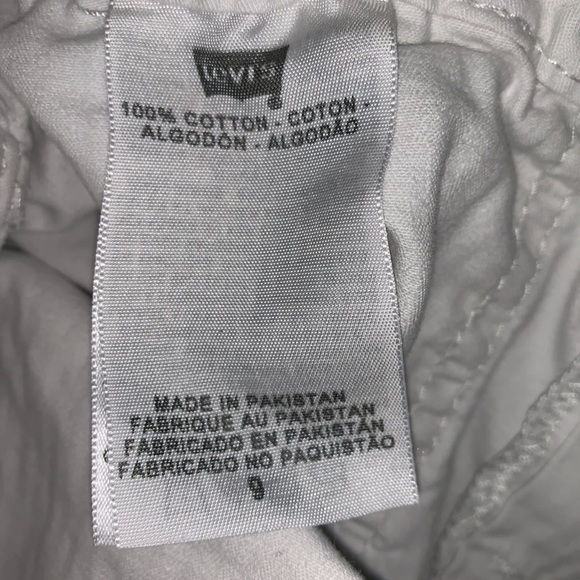 LEVI'S
®
100% COTTON - COTON -
ALGODÓN - ALGODÃO
MADE IN PAKISTAN
FABRIQUE AU PAKISTAN
FABRICADO EN PAKISTÁN
FABRICADO NO PAQUISTÃO
9